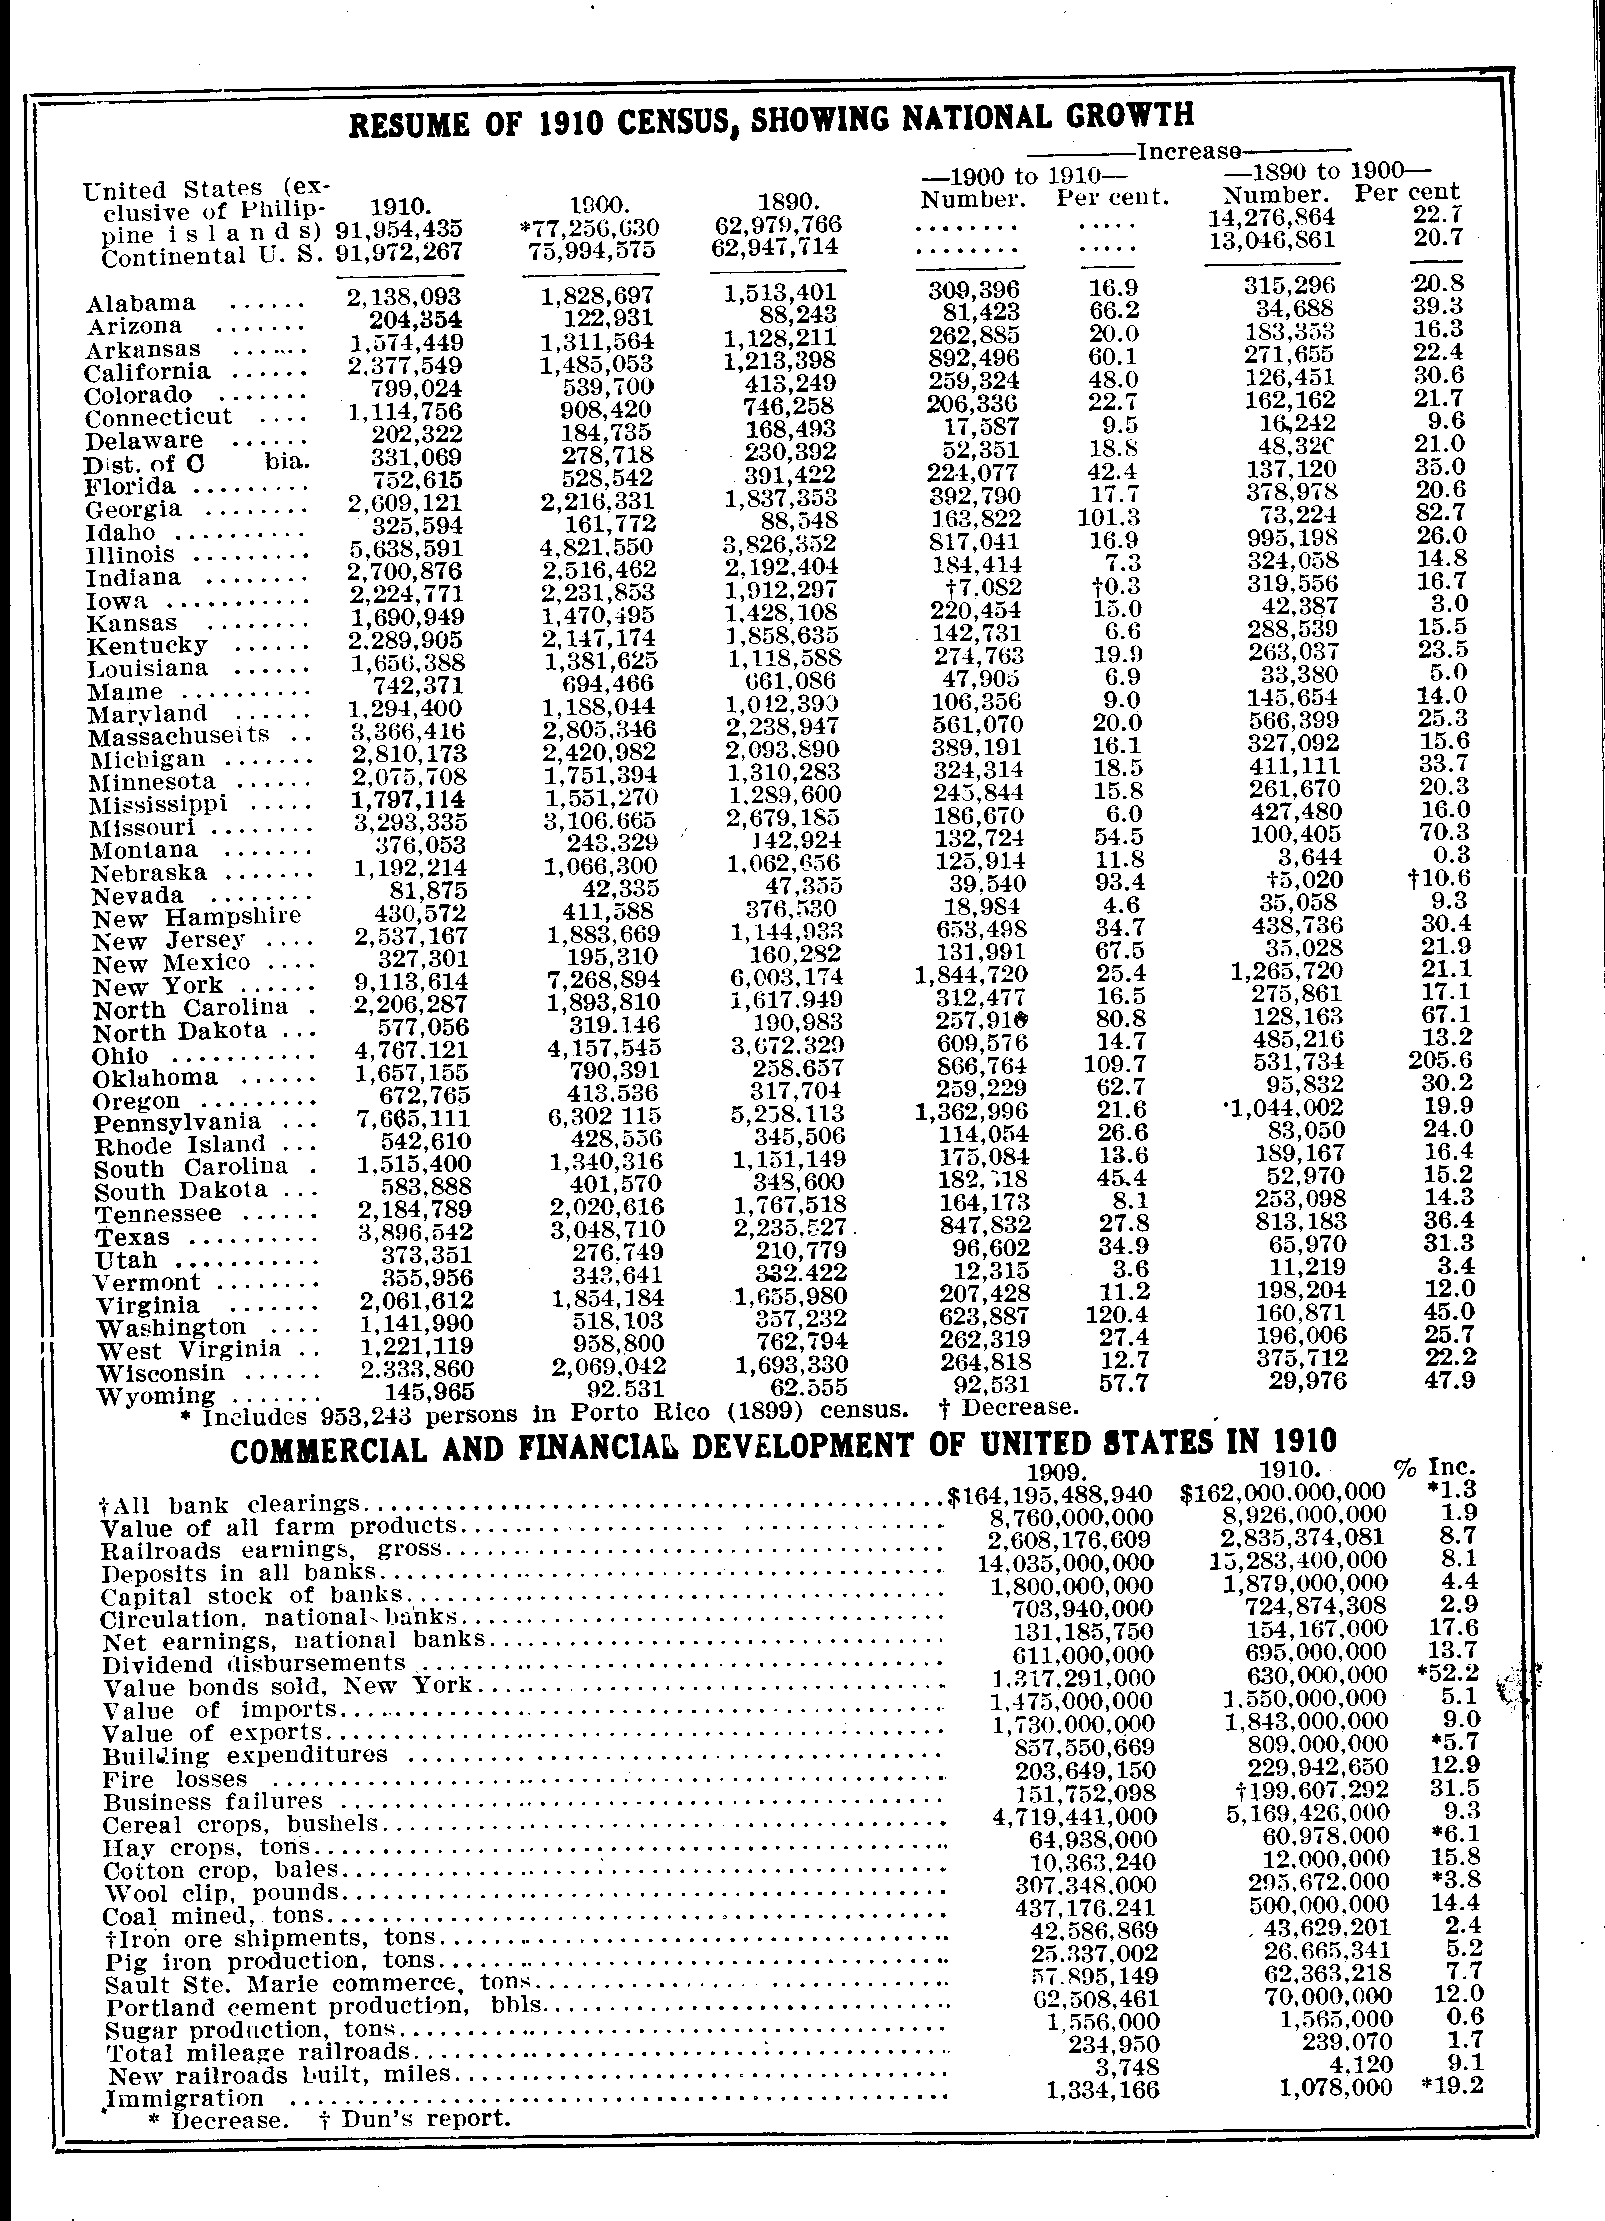 RESUME OF 1910 CENSUS, SHOWING NATIONAL GROWTH
Increase
United States (ex- —1900 to 1910— —1890 to 1900—
clusive of Philip- 1910. 1900. 1890. Number. Per cent. Number. Per cent
pine islands) 91,954,435 *77,256,630 62,979,766 ........ ..... 14,276,864 22.7
Continental U. S. 91,972,267 75,994,575 62,947,714 ........ ..... 13,046,861 20.7
Alabama ...... 2,138,093 1,828,697 1,513,401 309,396 16.9 315,296 20.8
Arizona ....... 204,354 122,931 88,243 81,423 66.2 34,688 39.3
Arkansas ...... 1,574,449 1,311,564 1,128,211 262,885 20.0 183,353 16.3
California ...... 2,377,549 1,485,053 1,213,398 892,496 60.1 271,655 22.4
Colorado ....... 799,024 539,700 413,249 259,324 48.0 126,451 30.6
Connecticut .... 1,114,756 908,420 746,258 206,336 22.7 162,162 21.7
Delaware ...... 202,322 184,735 168,493 17,587 9.5 16,242 9.6
Dist. of C bia. 331,069 278,718 230,392 52,351 18.8 48,326 21.0
Florida ......... 752,615 528,542 391,422 224,077 42.4 137,120 35.0
Georgia ........ 2,609,121 2,216,331 1,837,353 392,790 17.7 378,978 20.6
Idaho .......... 325,594 161,772 88,548 163,822 101.3 73,224 82.7
Illinois ......... 5,638,591 4,821,550 3,826,352 817,041 16.9 995,198 26.0
Indiana ........ 2,700,876 2,516,462 2,192,404 184,414 7.3 324,058 14.8
Iowa ........... 2,224,771 2,231,853 1,912,297 †7.082 †0.3 319,556 16.7
Kansas ........ 1,690,949 1,470,495 1,428,108 220,454 15.0 42,387 3.0
Kentucky ...... 2.289,905 2,147,174 1,858,635 142,731 6.6 288,539 15.5
Louisiana ...... 1,656,388 1,381,625 1,118,588 274,763 19.9 263,037 23.5
Maine .......... 742,371 694,466 661,086 47,905 6.9 33,380 5.0
Maryland ...... 1,294,400 1,188,044 1,042,390 106,356 9.0 145,654 14.0
Massachusetts .. 3,366,416 2,805,346 2,238,947 561,070 20.0 566,399 25.3
Michigan ....... 2,810,173 2,420,982 2,093,890 389,191 16.1 327,092 15.6
Minnesota ...... 2,075,708 1,751,394 1,310,283 324,314 18.5 411,111 33.7
Mississippi ..... 1,797,114 1,551,270 1,289,600 245,844 15.8 261,670 20.3
Missouri ........ 3,293,335 3,106,665 2,679,185 186,670 6.0 427,480 16.0
Montana ....... 376,053 243,329 142,924 132,724 54.5 100,405 70.3
Nebraska ....... 1,192,214 1,066,300 1,062,656 125,914 11.8 3,644 0.3
Nevada ........ 81,875 42,335 47,355 39,540 93.4 †5,020 †10.6
New Hampshire 430,572 411,588 376,530 18,984 4.6 35,058 9.3
New Jersey .... 2,537,167 1,883,669 1,144,933 653,498 34.7 438,736 30.4
New Mexico .... 327,301 195,310 160,282 131,991 67.5 35,028 21.9
New York ...... 9,113,614 7,268,894 6,003,174 1,844,720 25.4 1,265,720 21.1
North Carolina . 2,206,287 1,893,810 1,617,949 312,477 16.5 275,861 17.1
North Dakota ... 577,056 319.146 190,983 257,910 80.8 128,163 67.1
Ohio ........... 4,767,121 4,157,545 3,672,329 609,576 14.7 485,216 13.2
Oklahoma ...... 1,657,155 790,391 258,657 866,764 109.7 531,734 205.6
Oregon ......... 672,765 413,536 317,704 259,229 62.7 95,832 30.2
Pennsylvania ... 7,665,111 6,302 115 5,258,113 1,362,996 21.6 1,044,002 19.9
Rhode Island ... 542,610 428,556 345,506 114,054 26.6 83,050 24.0
South Carolina . 1,515,400 1,340,316 1,151,149 175,084 13.6 189,167 16.4
South Dakota ... 583,888 401,570 348,600 45.4 52,970 15.2
Tennessee ...... 2,184,789 2,020,616 1,767,518 164,173 8.1 253,098 14.3
Texas .......... 3,896,542 3,048,710 2,235,527 847,832 27.8 813,183 36.4
Utah ........... 373,351 276,749 210,779 96,602 34.9 65,970 31.3
Vermont ........ 355,956 343,641 332,422 12,315 3.6 11,219 3.4
Virginia ....... 2,061,612 1,854,184 1,655,980 207,428 11.2 198,204 12.0
Washington .... 1,141,990 518,103 357,232 623,887 120.4 160,871 45.0
West Virginia .. 1,221,119 958,800 762,794 262,319 27.4 196,006 25.7
Wisconsin ...... 2.333,860 2,069,042 1,693,330 264,818 12.7 375,712 22.2
Wyoming ....... 145,965 92.531 62.555 92,531 57.7 29,976 47.9
* Includes 953,243 persons in Porto Rico (1899) census. † Decrease.
COMMERCIAL AND FINANCIAL DEVELOPMENT OF UNITED STATES IN 1910
1909. 1910. % Inc.
†All bank clearings. $164,195,488,940 $162,000,000,000 *1.3
Value of all farm products. 8,760,000,000 8,926,000,000 1.9
Railroads earnings, gross. 2,608,176,609 2,835,374,081 8.7
Deposits in all banks. 14,035,000,000 15,283,400,000 8.1
Capital stock of banks. 1,800,000,000 1,879,000,000 4.4
Circulation, national banks. 703,940,000 724,874,308 2.9
Net earnings, national banks. 131,185,750 154,167,000 17.6
Dividend disbursements 611,000,000 695,000,000 13.7
Value bonds sold, New York. 1,317,291,000 630,000,000 *52.2
Value of imports. 1,475,000,000 1,550,000,000 5.1
Value of exports. 1,730,000,000 1,843,000,000 9.0
Building expenditures 857,550,669 809,000,000 *5.7
Fire losses 203,649,150 229,942,650 12.9
Business failures 151,752,098 †199,607,292 31.5
Cereal crops, bushels. 4,719,441,000 5,169,426,000 9.3
Hay crops, tons. 64,938,000 60,978,000 *6.1
Cotton crop, bales. 10,363,240 12,000,000 15.8
Wool clip, pounds. 307,348,000 295,672,000 *3.8
Coal mined, tons. 437,176,241 500,000,000 14.4
†Iron ore shipments, tons. 42,586,869 43,629,201 2.4
Pig iron production, tons. 25,337,002 26,665,341 5.2
Sault Ste. Marie commerce, tons. 57,895,149 62,363,218 7.7
Portland cement production, bbls. 62,508,461 70,000,000 12.0
Sugar production, tons. 1,556,000 1,565,000 0.6
Total mileage railroads. 234,950 239,070 1.7
New railroads built, miles. 3,748 4,120 9.1
Immigration 1,334,166 1,078,000 *19.2
* Decrease. † Dun's report.